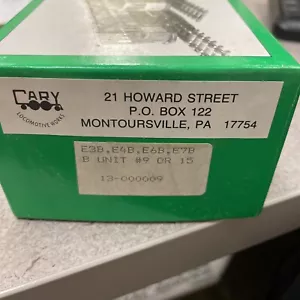 CARY
LOCOMOTIVE WORKS
21 HOWARD STREET
P.O. BOX 122
MONTOURSVILLE, PA 17754
E3B,E4B,E6B,E7B
B UNIT #9 OR 15
13-000009